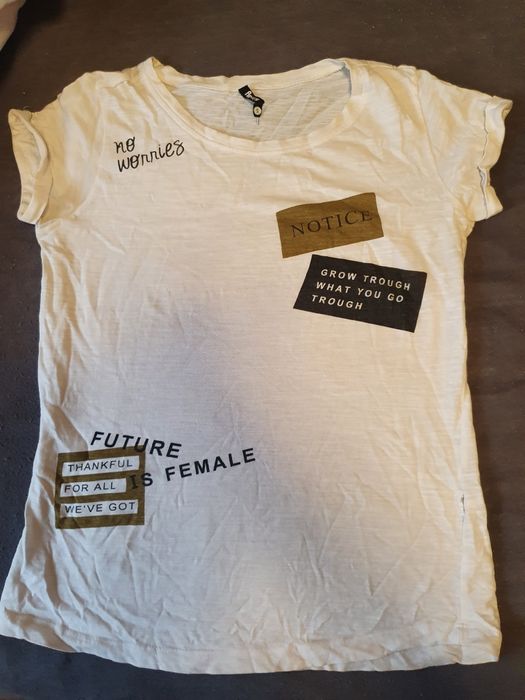 no
worries
NOTICE
GROW TROUGH
WHAT YOU GO
TROUGH
FUTURE
IS FEMALE
THANKFUL
FOR ALL
WE'VE GOT